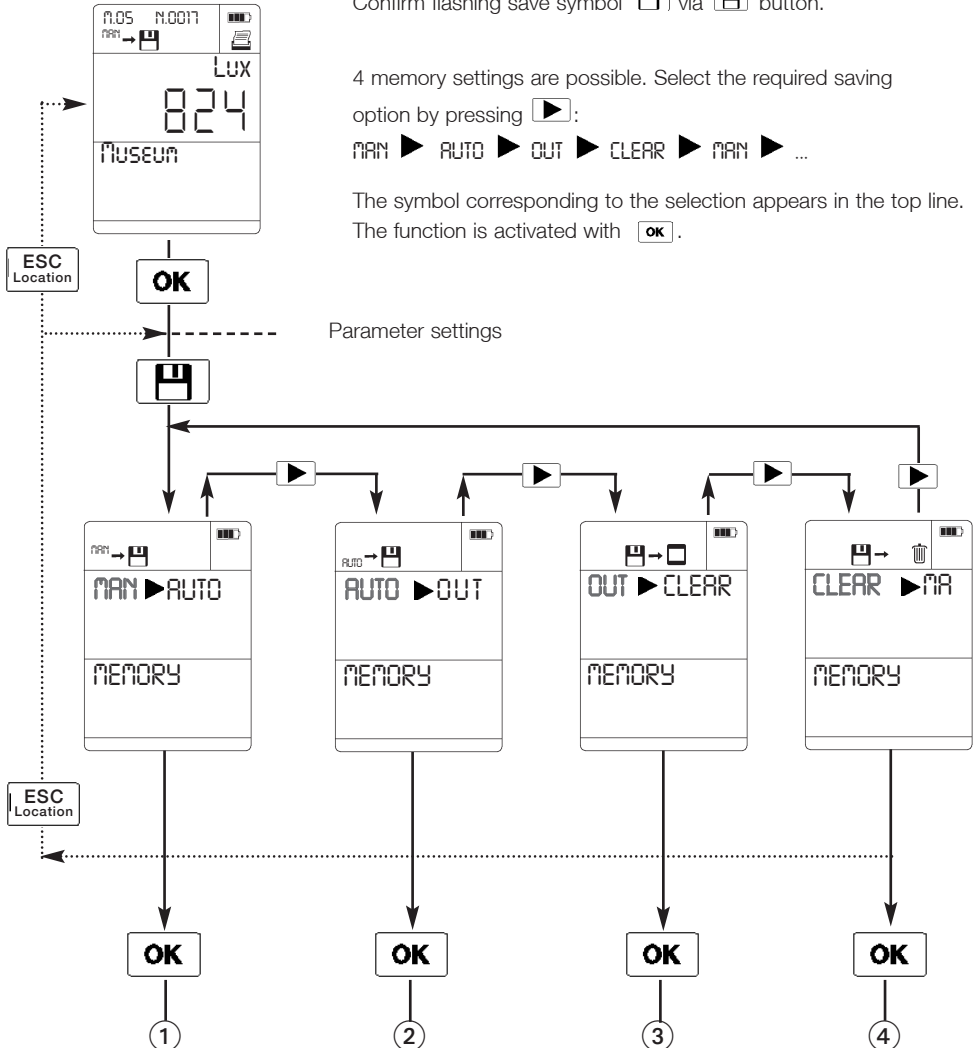 Confirm flashing save symbol via button.
M.05 N.0017
MAN →
Lux
824
MUSEUM
4 memory settings are possible. Select the required saving
option by pressing ▶:
MAN ▶ AUTO ▶ OUT ▶ CLEAR ▶ MAN ▶ ...
The symbol corresponding to the selection appears in the top line.
The function is activated with OK.
ESC
Location
OK
Parameter settings
MAN →
MAN ▶AUTO
MEMORY
AUTO →
AUTO ▶OUT
MEMORY
OUT ▶ CLEAR
MEMORY
CLEAR ▶MA
MEMORY
ESC
Location
OK
OK
OK
OK
1
2
3
4